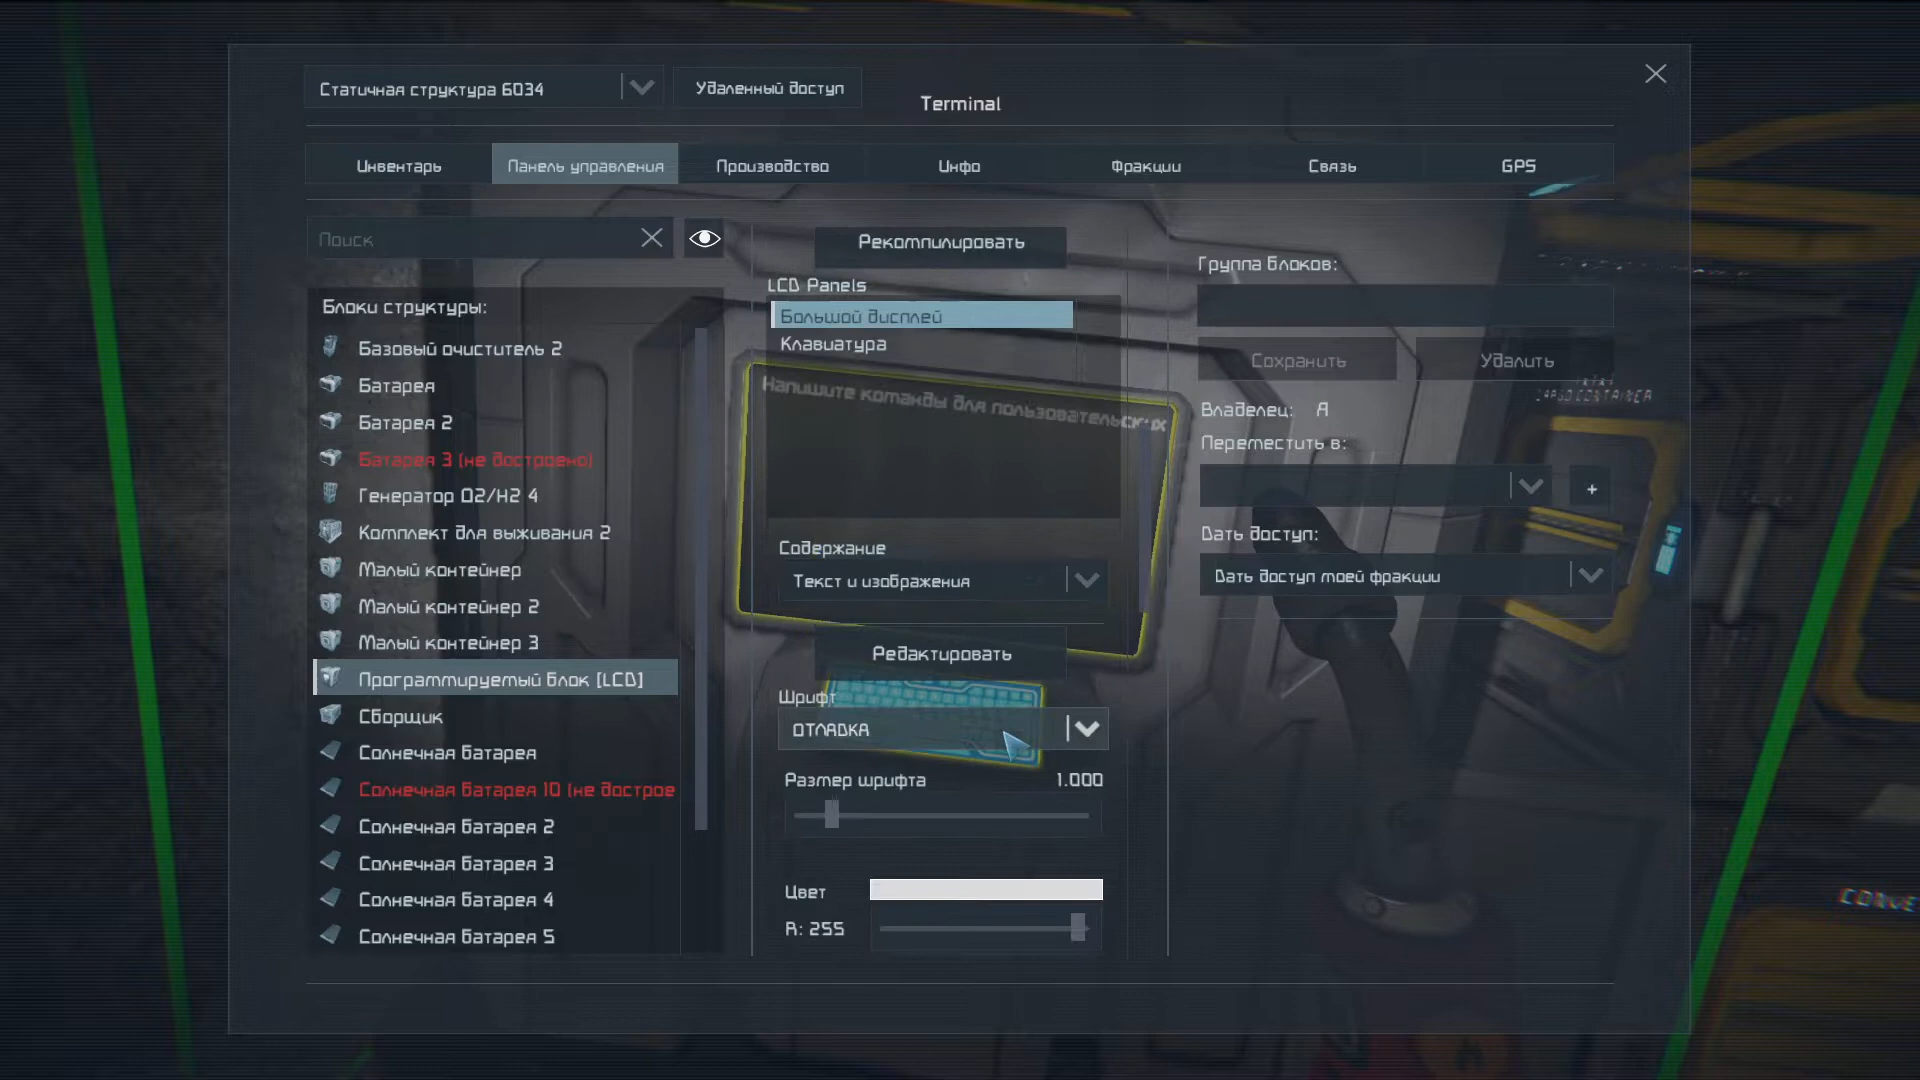 Статичная структура 6034
Удаленный доступ
Terminal
Инвентарь
Панель управления
Производство
Инфо
Фракции
Связь
GPS
Поиск
Блоки структуры:
Базовый очиститель 2
Батарея
Батарея 2
Батарея 3 (не достроено)
Генератор O2/H2 4
Комплект для выживания 2
Малый контейнер
Малый контейнер 2
Малый контейнер 3
Программируемый блок [LCD]
Сборщик
Солнечная батарея
Солнечная батарея 10 (не достроe
Солнечная батарея 2
Солнечная батарея 3
Солнечная батарея 4
Солнечная батарея 5
Рекомпилировать
LCD Panels
Большой дисплей
Клавиатура
Напишите команды для пользовательских
Содержание
Текст и изображения
Редактировать
Шрифт
ОТЛАДКА
Размер шрифта 1.000
Цвет
R: 255
Группа блоков:
Сохранить
Удалить
Владелец: Я
Переместить в:
+
Дать доступ:
Дать доступ моей фракции
CARGO CONTAINER
CONVE